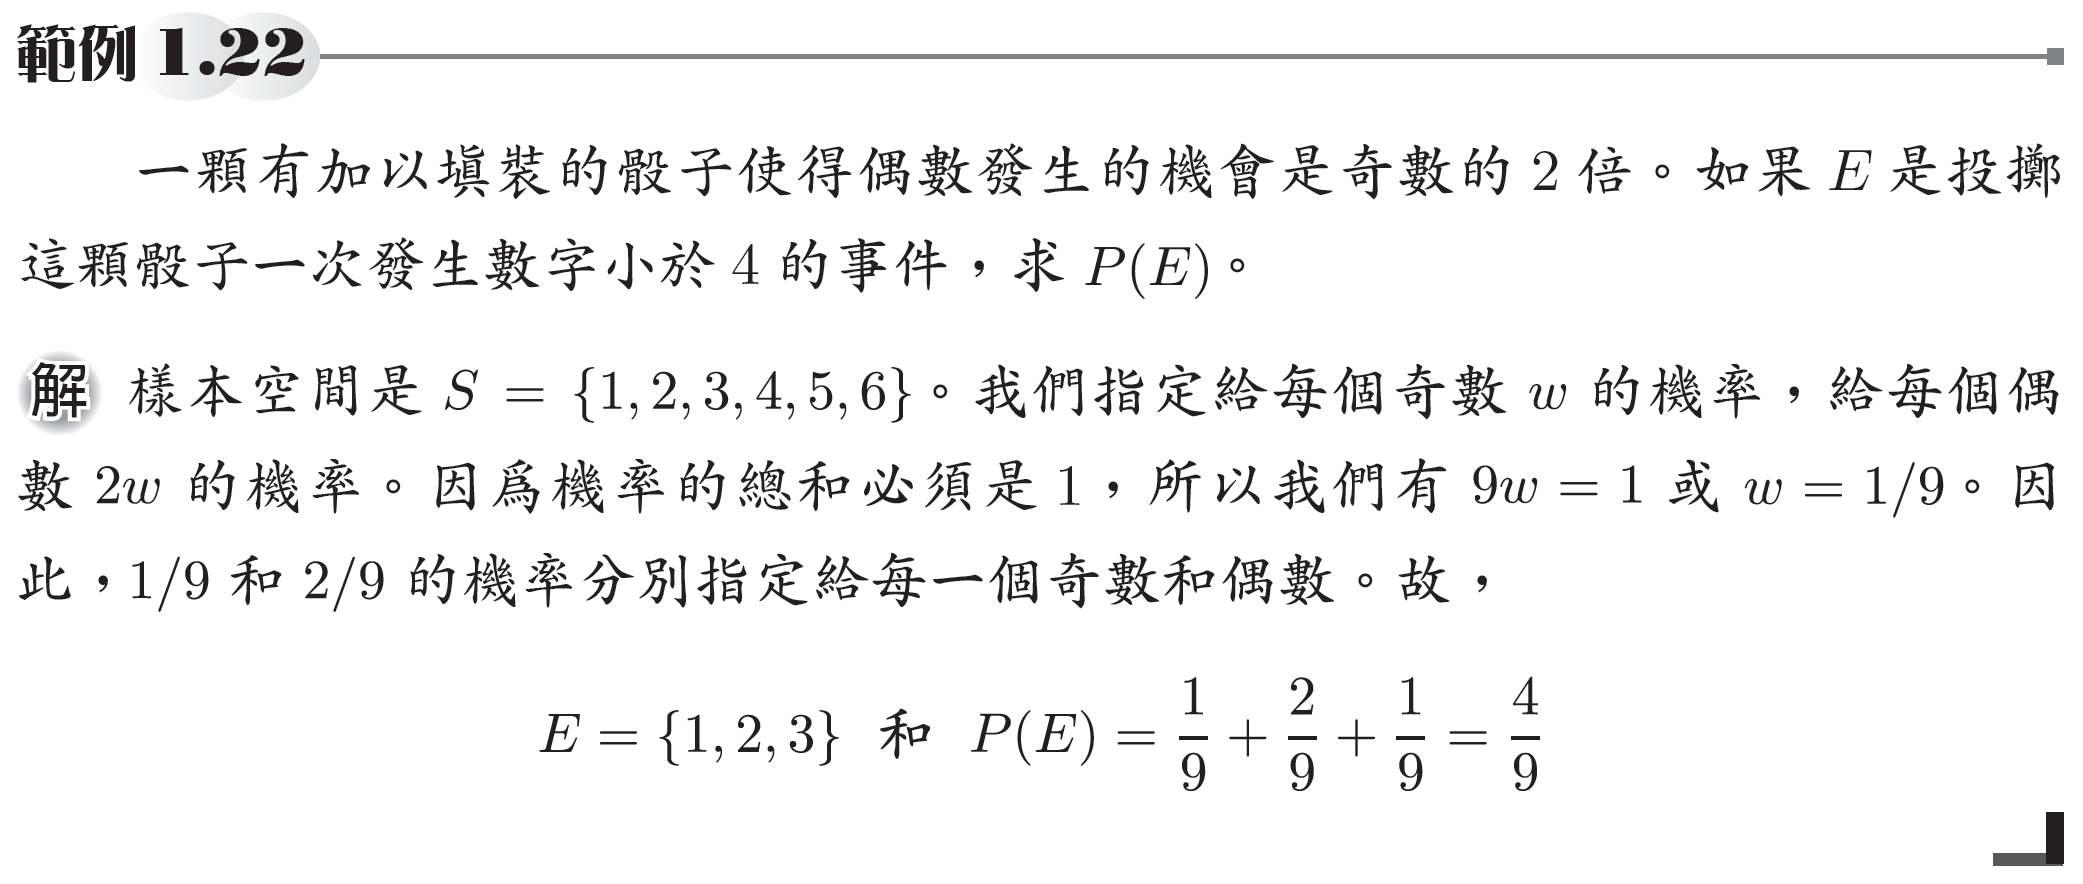 範例 1.22
一顆有加以填裝的骰子使得偶數發生的機會是奇數的 2 倍。如果 E 是投擲
這顆骰子一次發生數字小於 4 的事件，求 P(E)。
解 樣本空間是 S = {1, 2, 3, 4, 5, 6}。我們指定給每個奇數 w 的機率，給每個偶
數 2w 的機率。因爲機率的總和必須是 1，所以我們有 9w = 1 或 w = 1/9。因
此，1/9 和 2/9 的機率分別指定給每一個奇數和偶數。故，
E = {1, 2, 3} 和 P(E) = 1/9 + 2/9 + 1/9 = 4/9